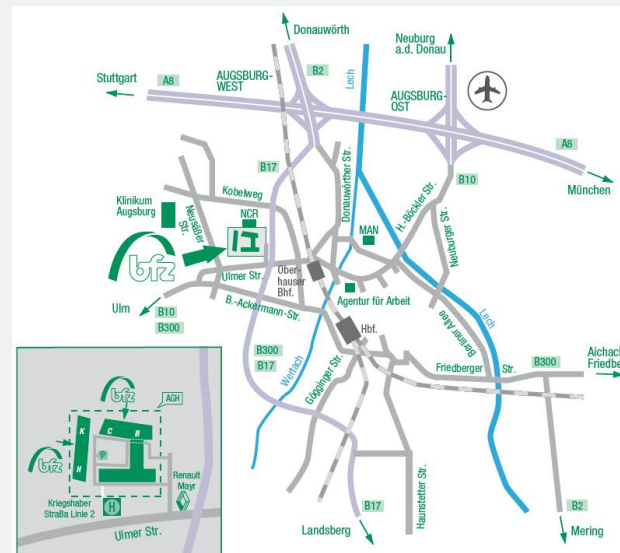 Donauwörth
Neuburg
a.d. Donau
B2
B10
Stuttgart
A8
AUGSBURG-
WEST
Lech
AUGSBURG-
OST
A8
München
B17
B10
Donauwörther Str.
H.-Böckler Str.
Neuburger Str.
Kobelweg
Klinikum
Augsburg
Neusäßer
Str.
NCR
MAN
bfz
Ulmer Str.
Ober-
hauser
Bhf.
Agentur für Arbeit
Ulm
B10
B300
B.-Ackermann-Str.
Hbf.
Lech
Berliner Allee
B300
B17
Wertach
Gögginger Str.
Friedberger Str.
B300
Aichach
Friedbe
bfz
AGH
K
C
B
H
P
bfz
Renault
Mayr
Kriegshaber
StraBa Linie 2
H
Ulmer Str.
B17
Landsberg
Haunstetter Str.
B2
Mering